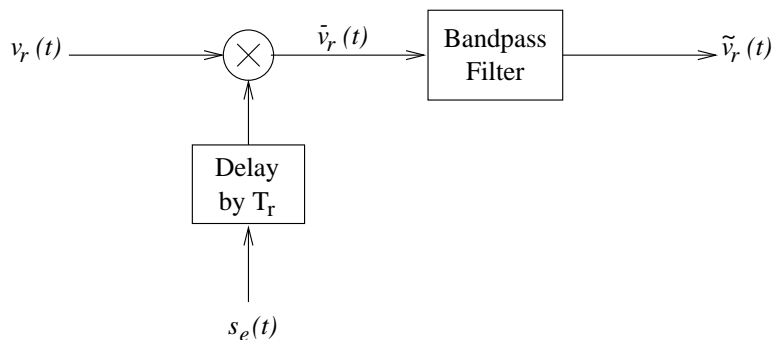 v_r(t)
v̄_r(t)
Bandpass
Filter
ṽ_r(t)
Delay
by T_r
s_e(t)